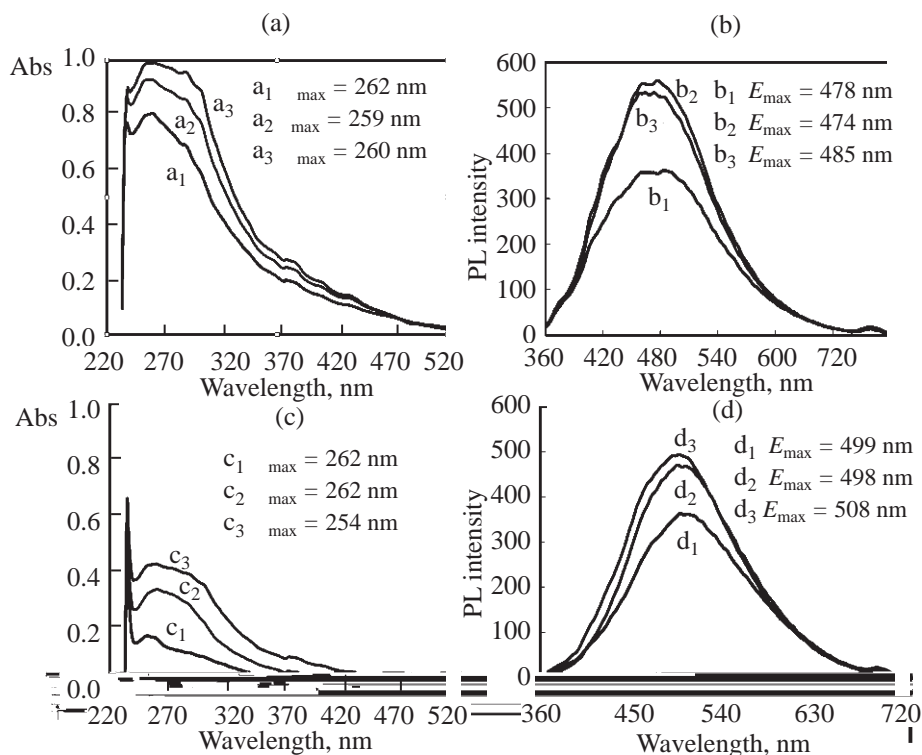 (a)
Abs
1.0
0.8
0.6
0.4
0.2
0.0
a1 max = 262 nm
a2 max = 259 nm
a3 max = 260 nm
a3
a2
a1
220 270 320 370 420 470 520
Wavelength, nm
(b)
PL intensity
600
500
400
300
200
100
0
b1 Emax = 478 nm
b2 Emax = 474 nm
b3 Emax = 485 nm
b2
b3
b1
360 420 480 540 600 720
Wavelength, nm
(c)
Abs
1.0
0.8
0.6
0.4
0.2
0.0
c1 max = 262 nm
c2 max = 262 nm
c3 max = 254 nm
c3
c2
c1
220 270 320 370 420 470 520
Wavelength, nm
(d)
PL intensity
600
500
400
300
200
100
0
d1 Emax = 499 nm
d2 Emax = 498 nm
d3 Emax = 508 nm
d3
d2
d1
360 450 540 630 720
Wavelength, nm